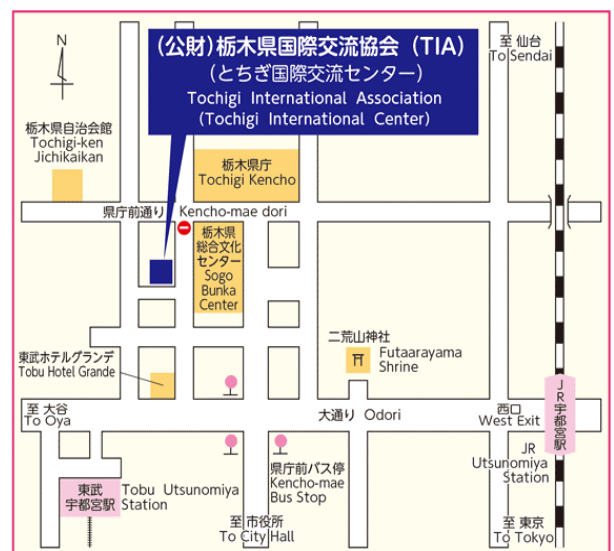 (公財)栃木県国際交流協会(TIA)
(とちぎ国際交流センター)
Tochigi International Association
(Tochigi International Center)
N
至 仙台
To Sendai
栃木県自治会館
Tochigi-ken
Jichikaikan
栃木県庁
Tochigi Kencho
県庁前通り Kencho-mae dori
栃木県
総合文化
センター
Sogo
Bunka
Center
二荒山神社
Futaarayama
Shrine
東武ホテルグランデ
Tobu Hotel Grande
至 大谷
To Oya
大通り Odori
西口
West Exit
JR宇都宮駅
JR
Utsunomiya
Station
県庁前バス停
Kencho-mae
Bus Stop
東武
宇都宮駅
Tobu Utsunomiya
Station
至 市役所
To City Hall
至 東京
To Tokyo